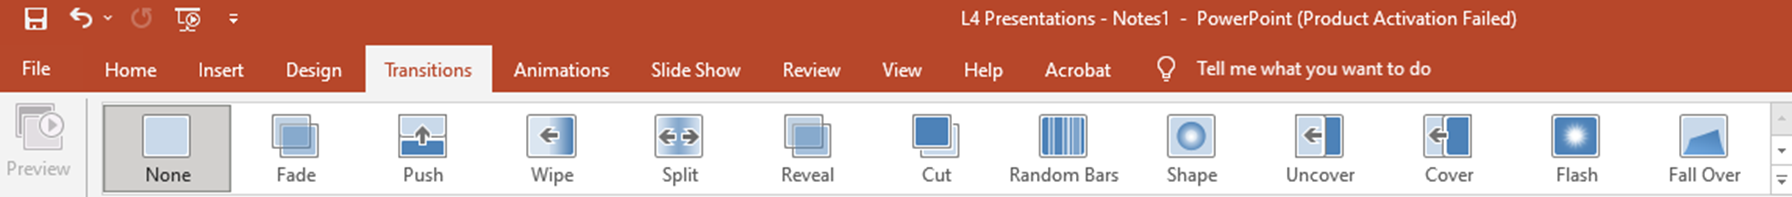 L4 Presentations - Notes1 - PowerPoint (Product Activation Failed)
File Home Insert Design Transitions Animations Slide Show Review View Help Acrobat Tell me what you want to do
Preview None Fade Push Wipe Split Reveal Cut Random Bars Shape Uncover Cover Flash Fall Over